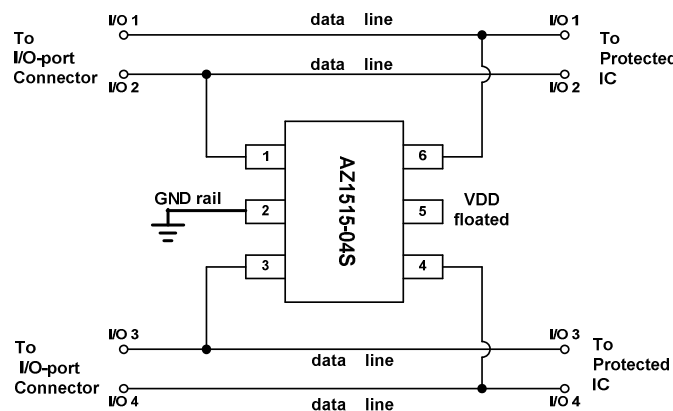 I/O 1
data line
I/O 1
To
I/O-port
Connector
To
Protected
IC
data line
I/O 2
I/O 2
AZ1515-04S
1
6
GND rail
2
5
VDD
floated
3
4
I/O 3
I/O 3
To
I/O-port
Connector
To
Protected
IC
data line
I/O 4
I/O 4
data line